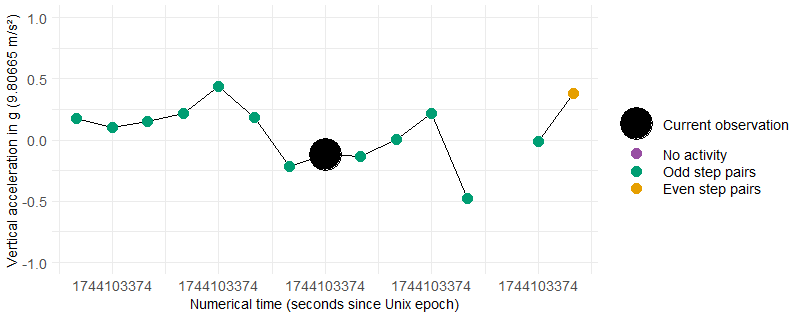 Vertical acceleration in g (9.80665 m/s²)
1.0
0.5
0.0
-0.5
-1.0
1744103374 1744103374 1744103374 1744103374 1744103374
Numerical time (seconds since Unix epoch)
Current observation
No activity
Odd step pairs
Even step pairs